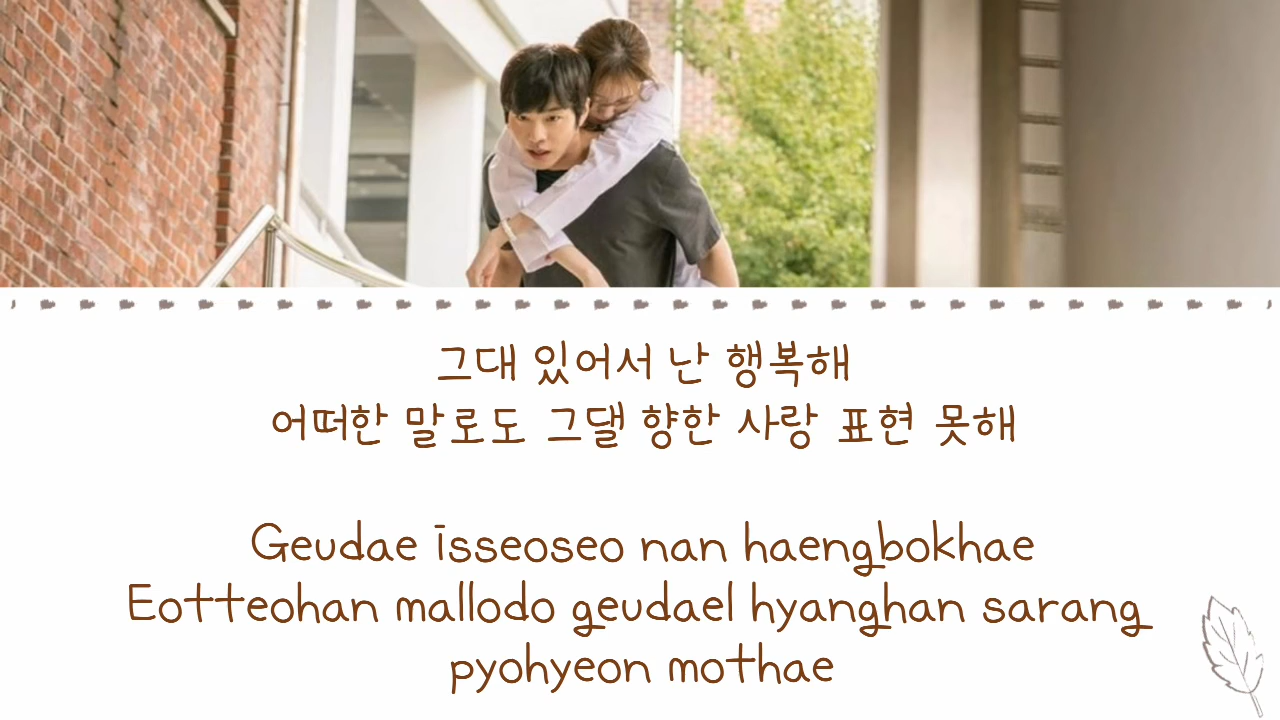 그대 있어서 난 행복해
어떠한 말로도 그댈 향한 사랑 표현 못해
Geudae isseoseo nan haengbokhae
Eotteohan mallodo geudael hyanghan sarang
pyohyeon mothae